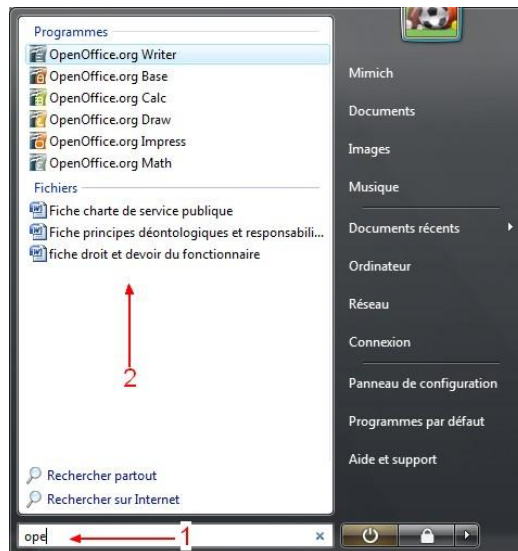 Programmes
OpenOffice.org Writer
OpenOffice.org Base
OpenOffice.org Calc
OpenOffice.org Draw
OpenOffice.org Impress
OpenOffice.org Math
Fichiers
Fiche charte de service publique
Fiche principes déontologiques et responsabili...
fiche droit et devoir du fonctionnaire
2
Rechercher partout
Rechercher sur Internet
ope
1
Mimich
Documents
Images
Musique
Documents récents
Ordinateur
Réseau
Connexion
Panneau de configuration
Programmes par défaut
Aide et support